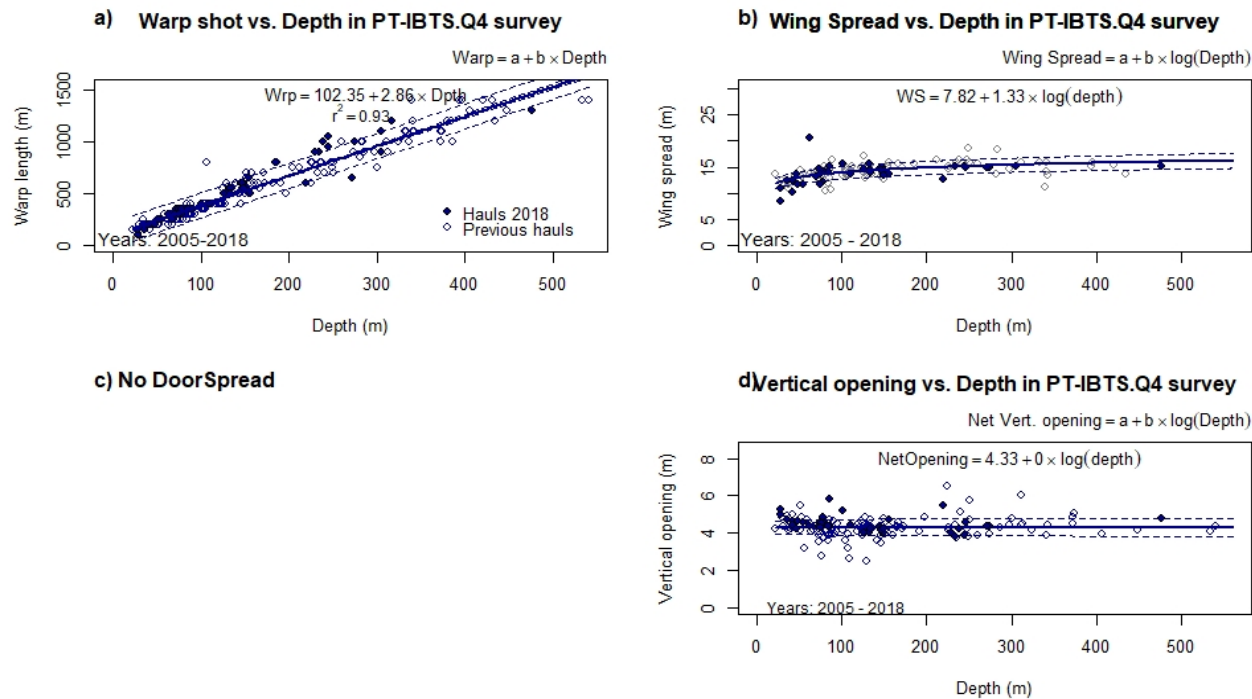 a) Warp shot vs. Depth in PT-IBTS.Q4 survey
Warp = a + b × Depth
Wrp = 102.35 + 2.86 × Dpth
r² = 0.93
Warp length (m)
0 500 1000 1500
Hauls 2018
Previous hauls
Years: 2005-2018
0 100 200 300 400 500
Depth (m)
b) Wing Spread vs. Depth in PT-IBTS.Q4 survey
Wing Spread = a + b × log(Depth)
WS = 7.82 + 1.33 × log(depth)
Wing spread (m)
0 5 15 25
Years: 2005 - 2018
0 100 200 300 400 500
Depth (m)
c) No DoorSpread
d) Vertical opening vs. Depth in PT-IBTS.Q4 survey
Net Vert. opening = a + b × log(Depth)
NetOpening = 4.33 + 0 × log(depth)
Vertical opening (m)
0 2 4 6 8
Years: 2005 - 2018
0 100 200 300 400 500
Depth (m)